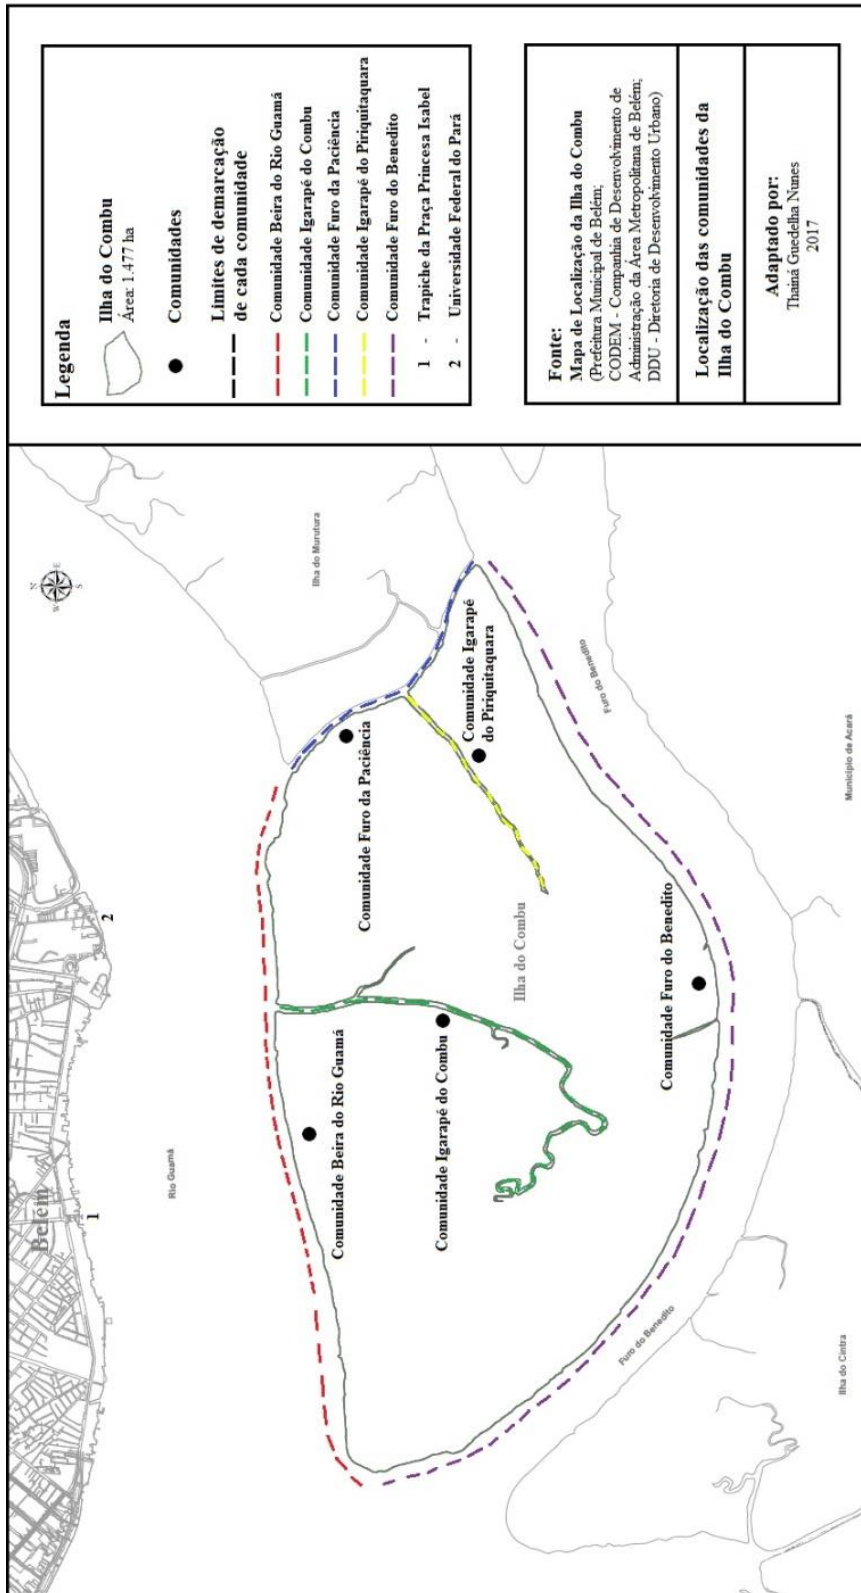 Belém
1
2
N
W
E
S
Rio Guamá
Ilha do Murutura
Comunidade Beira do Rio Guamá
Comunidade Furo da Paciência
Comunidade Igarapé do Combu
Comunidade Igarapé
do Piriquitaquara
Ilha do Combu
Comunidade Furo do Benedito
Furo do Benedito
Furo do Benedito
Ilha do Cintra
Município de Acará
Legenda
Ilha do Combu
Área: 1.477 ha
Comunidades
Limites de demarcação
de cada comunidade
Comunidade Beira do Rio Guamá
Comunidade Igarapé do Combu
Comunidade Furo da Paciência
Comunidade Igarapé do Piriquitaquara
Comunidade Furo do Benedito
1 - Trapiche da Praça Princesa Isabel
2 - Universidade Federal do Pará
Fonte:
Mapa de Localização da Ilha do Combu
(Prefeitura Municipal de Belém;
CODEM - Companhia de Desenvolvimento de
Administração da Área Metropolitana de Belém;
DDU - Diretoria de Desenvolvimento Urbano)
Localização das comunidades da
Ilha do Combu
Adaptado por:
Thainá Guedelha Nunes
2017